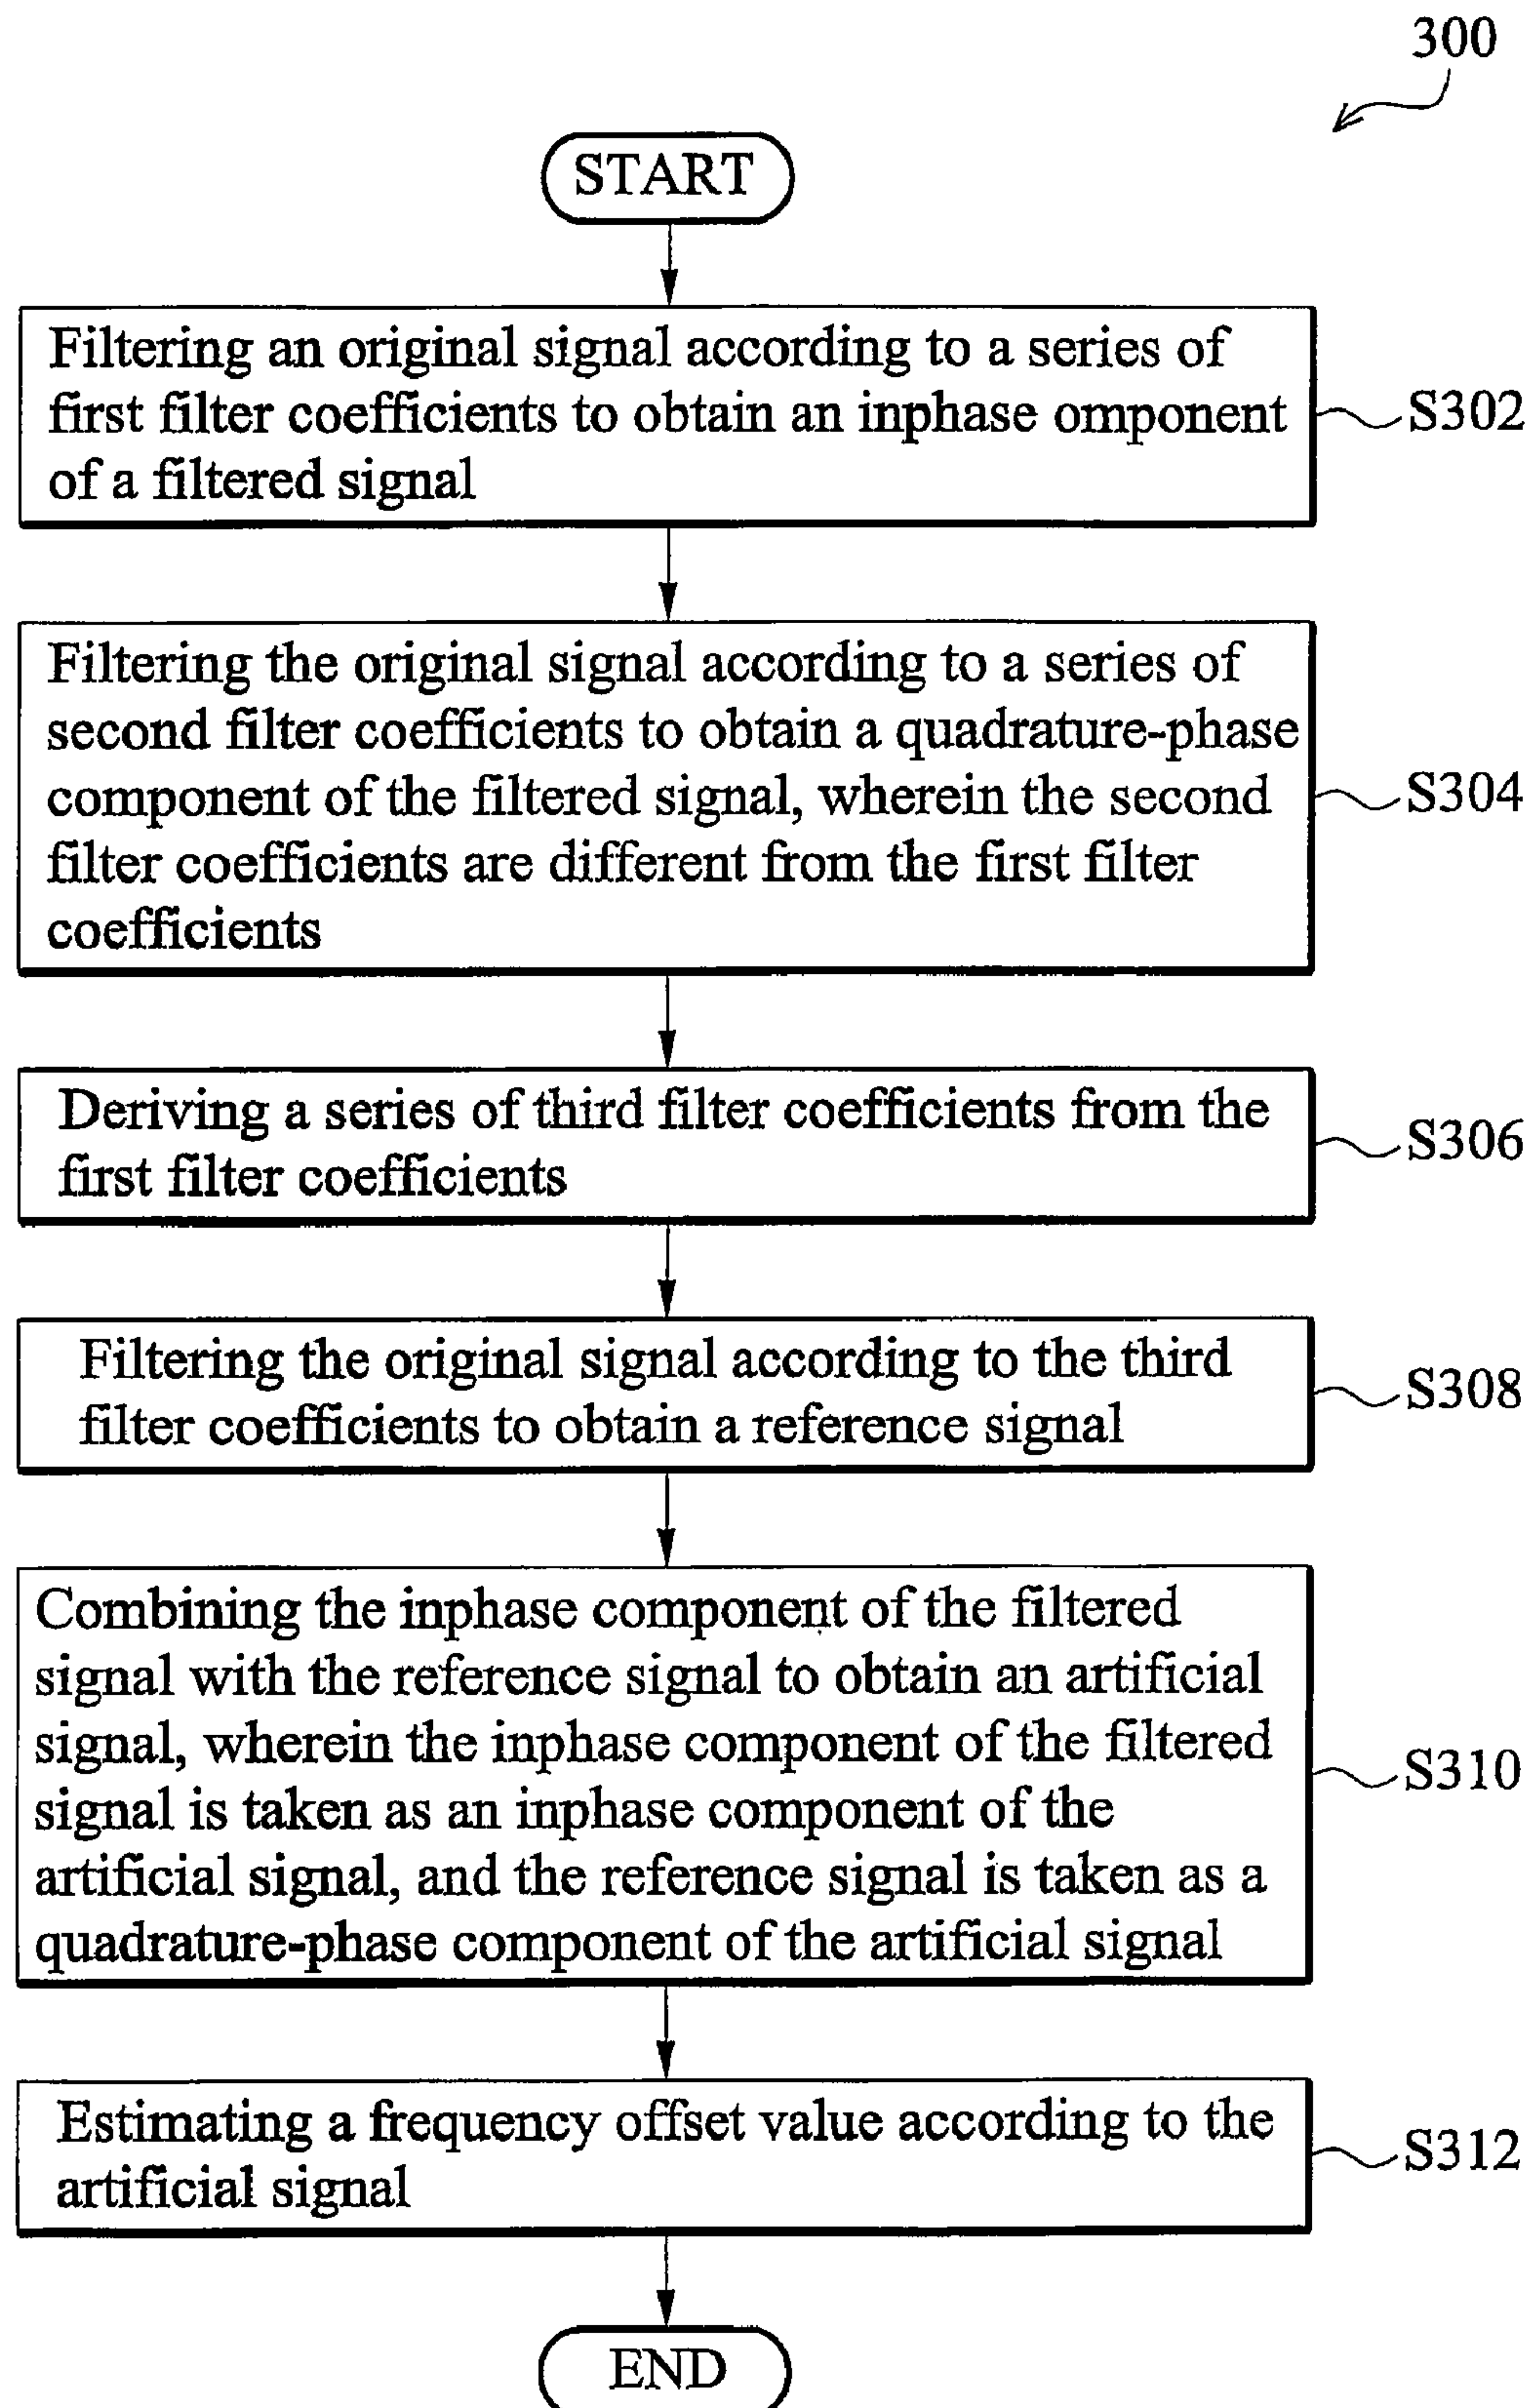 300
START
Filtering an original signal according to a series of
first filter coefficients to obtain an inphase omponent
of a filtered signal
S302
Filtering the original signal according to a series of
second filter coefficients to obtain a quadrature-phase
component of the filtered signal, wherein the second
filter coefficients are different from the first filter
coefficients
S304
Deriving a series of third filter coefficients from the
first filter coefficients
S306
Filtering the original signal according to the third
filter coefficients to obtain a reference signal
S308
Combining the inphase component of the filtered
signal with the reference signal to obtain an artificial
signal, wherein the inphase component of the filtered
signal is taken as an inphase component of the
artificial signal, and the reference signal is taken as a
quadrature-phase component of the artificial signal
S310
Estimating a frequency offset value according to the
artificial signal
S312
END